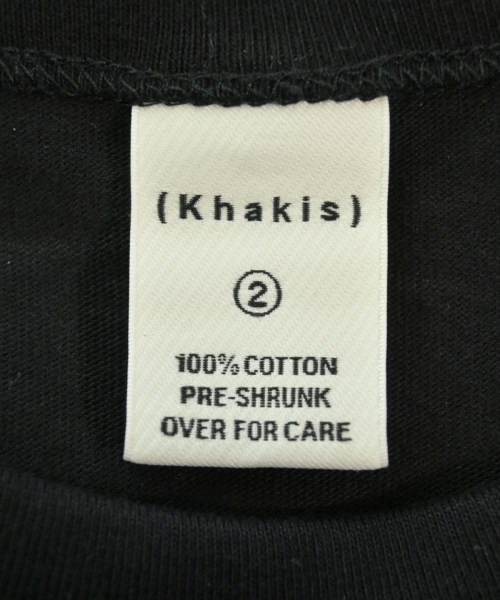 (Khakis)
②
100% COTTON
PRE-SHRUNK
OVER FOR CARE